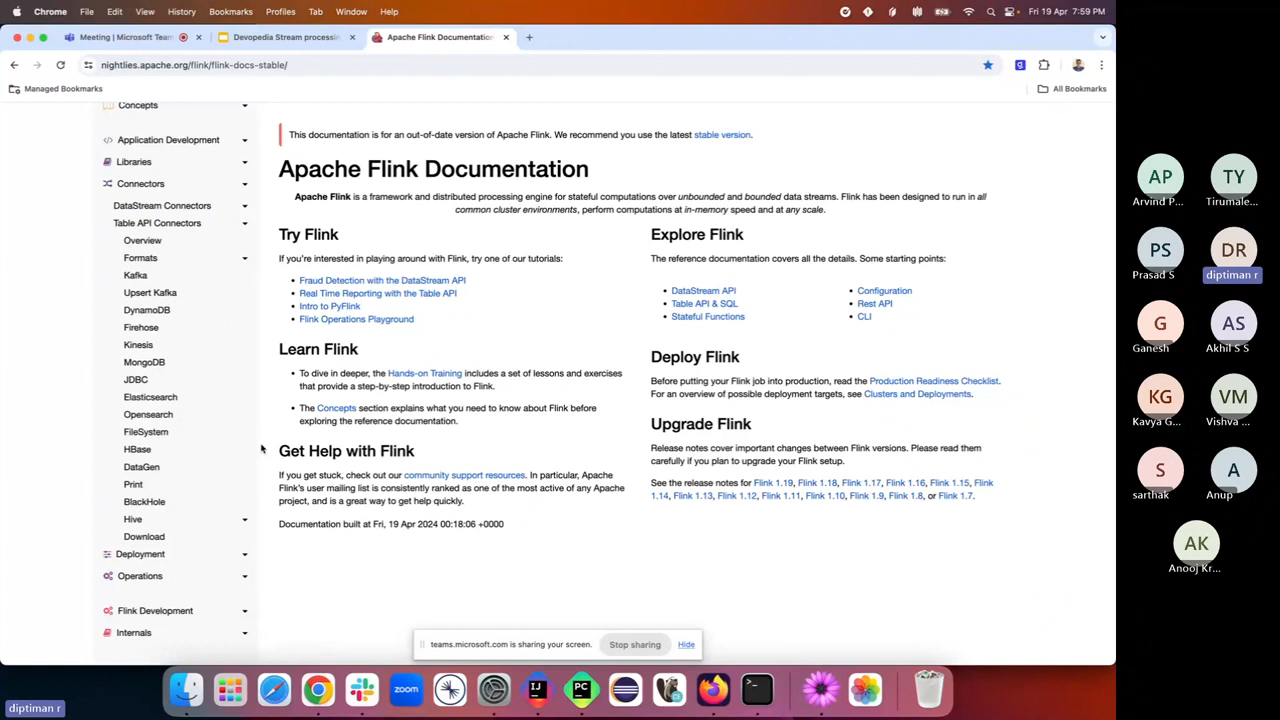 Chrome File Edit View History Bookmarks Profiles Tab Window Help Fri 19 Apr 7:59 PM
Meeting | Microsoft Team
Devopedia Stream processin
Apache Flink Documentation
nightlies.apache.org/flink/flink-docs-stable/
Managed Bookmarks
All Bookmarks
Concepts
Application Development
Libraries
Connectors
DataStream Connectors
Table API Connectors
Overview
Formats
Kafka
Upsert Kafka
DynamoDB
Firehose
Kinesis
MongoDB
JDBC
Elasticsearch
Opensearch
FileSystem
HBase
DataGen
Print
BlackHole
Hive
Download
Deployment
Operations
Flink Development
Internals
This documentation is for an out-of-date version of Apache Flink. We recommend you use the latest stable version.
Apache Flink Documentation
Apache Flink is a framework and distributed processing engine for stateful computations over unbounded and bounded data streams. Flink has been designed to run in all
common cluster environments, perform computations at in-memory speed and at any scale.
Try Flink
If you're interested in playing around with Flink, try one of our tutorials:
Fraud Detection with the DataStream API
Real Time Reporting with the Table API
Intro to PyFlink
Flink Operations Playground
Learn Flink
To dive in deeper, the Hands-on Training includes a set of lessons and exercises
that provide a step-by-step introduction to Flink.
The Concepts section explains what you need to know about Flink before
exploring the reference documentation.
Get Help with Flink
If you get stuck, check out our community support resources. In particular, Apache
Flink's user mailing list is consistently ranked as one of the most active of any Apache
project, and is a great way to get help quickly.
Documentation built at Fri, 19 Apr 2024 00:18:06 +0000
Explore Flink
The reference documentation covers all the details. Some starting points:
DataStream API
Table API & SQL
Stateful Functions
Configuration
Rest API
CLI
Deploy Flink
Before putting your Flink job into production, read the Production Readiness Checklist.
For an overview of possible deployment targets, see Clusters and Deployments.
Upgrade Flink
Release notes cover important changes between Flink versions. Please read them
carefully if you plan to upgrade your Flink setup.
See the release notes for Flink 1.19, Flink 1.18, Flink 1.17, Flink 1.16, Flink 1.15, Flink
1.14, Flink 1.13, Flink 1.12, Flink 1.11, Flink 1.10, Flink 1.9, Flink 1.8, or Flink 1.7.
teams.microsoft.com is sharing your screen. Stop sharing Hide
zoom
IJ
PC
diptiman r
AP
Arvind P...
TY
Tirumale...
PS
Prasad S
DR
diptiman r
G
Ganesh
AS
Akhil S S
KG
Kavya G...
VM
Vishva ...
S
sarthak
A
Anup
AK
Anooj Kr...